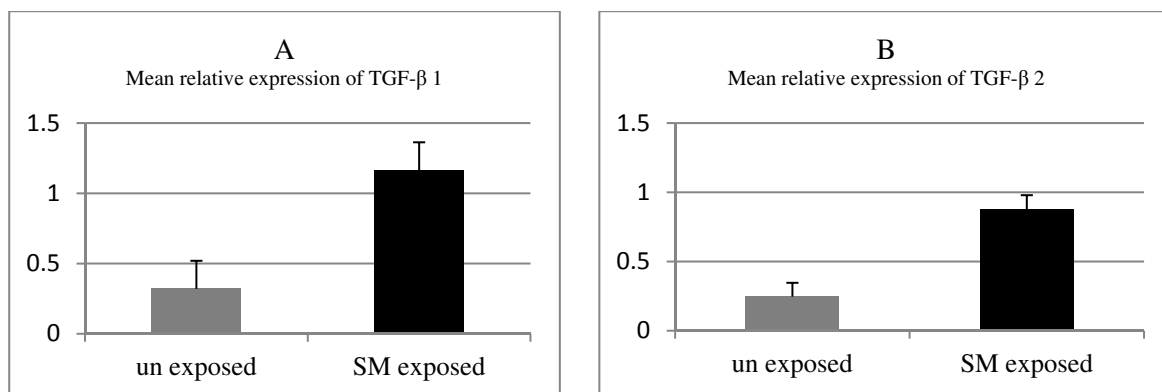 A
Mean relative expression of TGF-β 1
1.5
1
0.5
0
un exposed SM exposed
B
Mean relative expression of TGF-β 2
1.5
1
0.5
0
un exposed SM exposed